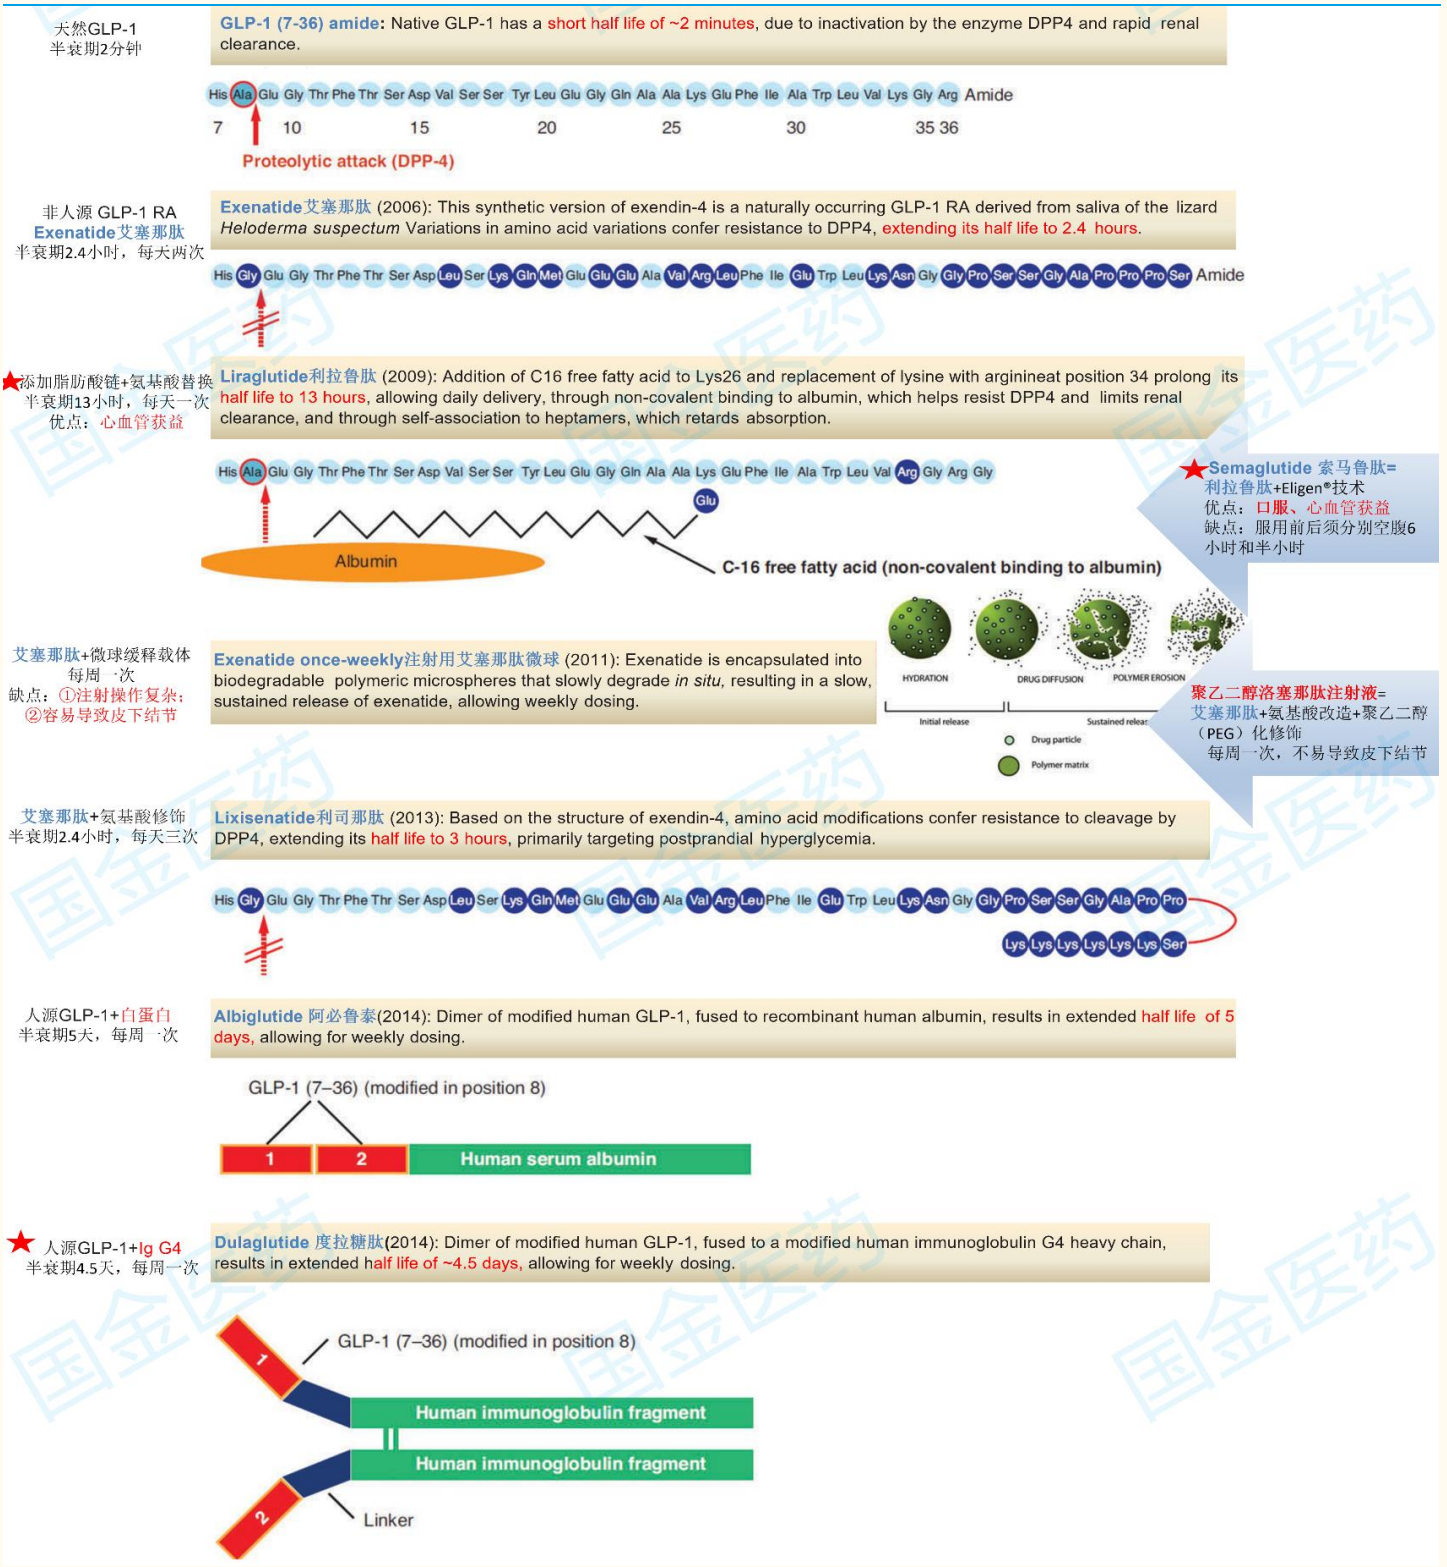 天然GLP-1
半衰期2分钟
GLP-1 (7-36) amide: Native GLP-1 has a short half life of ~2 minutes, due to inactivation by the enzyme DPP4 and rapid renal
clearance.
His Ala Glu Gly Thr Phe Thr Ser Asp Val Ser Ser Tyr Leu Glu Gly Gln Ala Ala Lys Glu Phe Ile Ala Trp Leu Val Lys Gly Arg Amide
7 10 15 20 25 30 35 36
Proteolytic attack (DPP-4)
非人源 GLP-1 RA
Exenatide艾塞那肽
半衰期2.4小时，每天两次
Exenatide艾塞那肽 (2006): This synthetic version of exendin-4 is a naturally occurring GLP-1 RA derived from saliva of the lizard
Heloderma suspectum Variations in amino acid variations confer resistance to DPP4, extending its half life to 2.4 hours.
His Gly Glu Gly Thr Phe Thr Ser Asp Leu Ser Lys Gln Met Glu Glu Glu Ala Val Arg Leu Phe Ile Glu Trp Leu Lys Asn Gly Gly Pro Ser Ser Gly Ala Pro Pro Pro Ser Amide
添加脂肪酸链+氨基酸替换
半衰期13小时，每天一次
优点：心血管获益
Liraglutide利拉鲁肽 (2009): Addition of C16 free fatty acid to Lys26 and replacement of lysine with arginineat position 34 prolong its
half life to 13 hours, allowing daily delivery, through non-covalent binding to albumin, which helps resist DPP4 and limits renal
clearance, and through self-association to heptamers, which retards absorption.
His Ala Glu Gly Thr Phe Thr Ser Asp Val Ser Ser Tyr Leu Glu Gly Gln Ala Ala Lys Glu Phe Ile Ala Trp Leu Val Arg Gly Arg Gly
Glu
Albumin
C-16 free fatty acid (non-covalent binding to albumin)
Semaglutide 索马鲁肽=
利拉鲁肽+Eligen®技术
优点：口服、心血管获益
缺点：服用前后须分别空腹6
小时和半小时
艾塞那肽+微球缓释载体
每周一次
缺点：①注射操作复杂；
②容易导致皮下结节
Exenatide once-weekly注射用艾塞那肽微球 (2011): Exenatide is encapsulated into
biodegradable polymeric microspheres that slowly degrade in situ, resulting in a slow,
sustained release of exenatide, allowing weekly dosing.
HYDRATION
DRUG DIFFUSION
POLYMER EROSION
Initial release
Sustained releas
Drug particle
Polymer matrix
聚乙二醇洛塞那肽注射液=
艾塞那肽+氨基酸改造+聚乙二醇
（PEG）化修饰
每周一次，不易导致皮下结节
艾塞那肽+氨基酸修饰
半衰期2.4小时，每天三次
Lixisenatide利司那肽 (2013): Based on the structure of exendin-4, amino acid modifications confer resistance to cleavage by
DPP4, extending its half life to 3 hours, primarily targeting postprandial hyperglycemia.
His Gly Glu Gly Thr Phe Thr Ser Asp Leu Ser Lys Gln Met Glu Glu Glu Ala Val Arg Leu Phe Ile Glu Trp Leu Lys Asn Gly Gly Pro Ser Ser Gly Ala Pro Pro
Lys Lys Lys Lys Lys Lys Ser
人源GLP-1+白蛋白
半衰期5天，每周一次
Albiglutide 阿必鲁泰(2014): Dimer of modified human GLP-1, fused to recombinant human albumin, results in extended half life of 5
days, allowing for weekly dosing.
GLP-1 (7–36) (modified in position 8)
1 2 Human serum albumin
人源GLP-1+Ig G4
半衰期4.5天，每周一次
Dulaglutide 度拉糖肽(2014): Dimer of modified human GLP-1, fused to a modified human immunoglobulin G4 heavy chain,
results in extended half life of ~4.5 days, allowing for weekly dosing.
1
GLP-1 (7–36) (modified in position 8)
Human immunoglobulin fragment
Human immunoglobulin fragment
2
Linker
国金医药
国金医药
国金医药
国金医药
国金医药
国金医药
国金医药
国金医药
国金医药